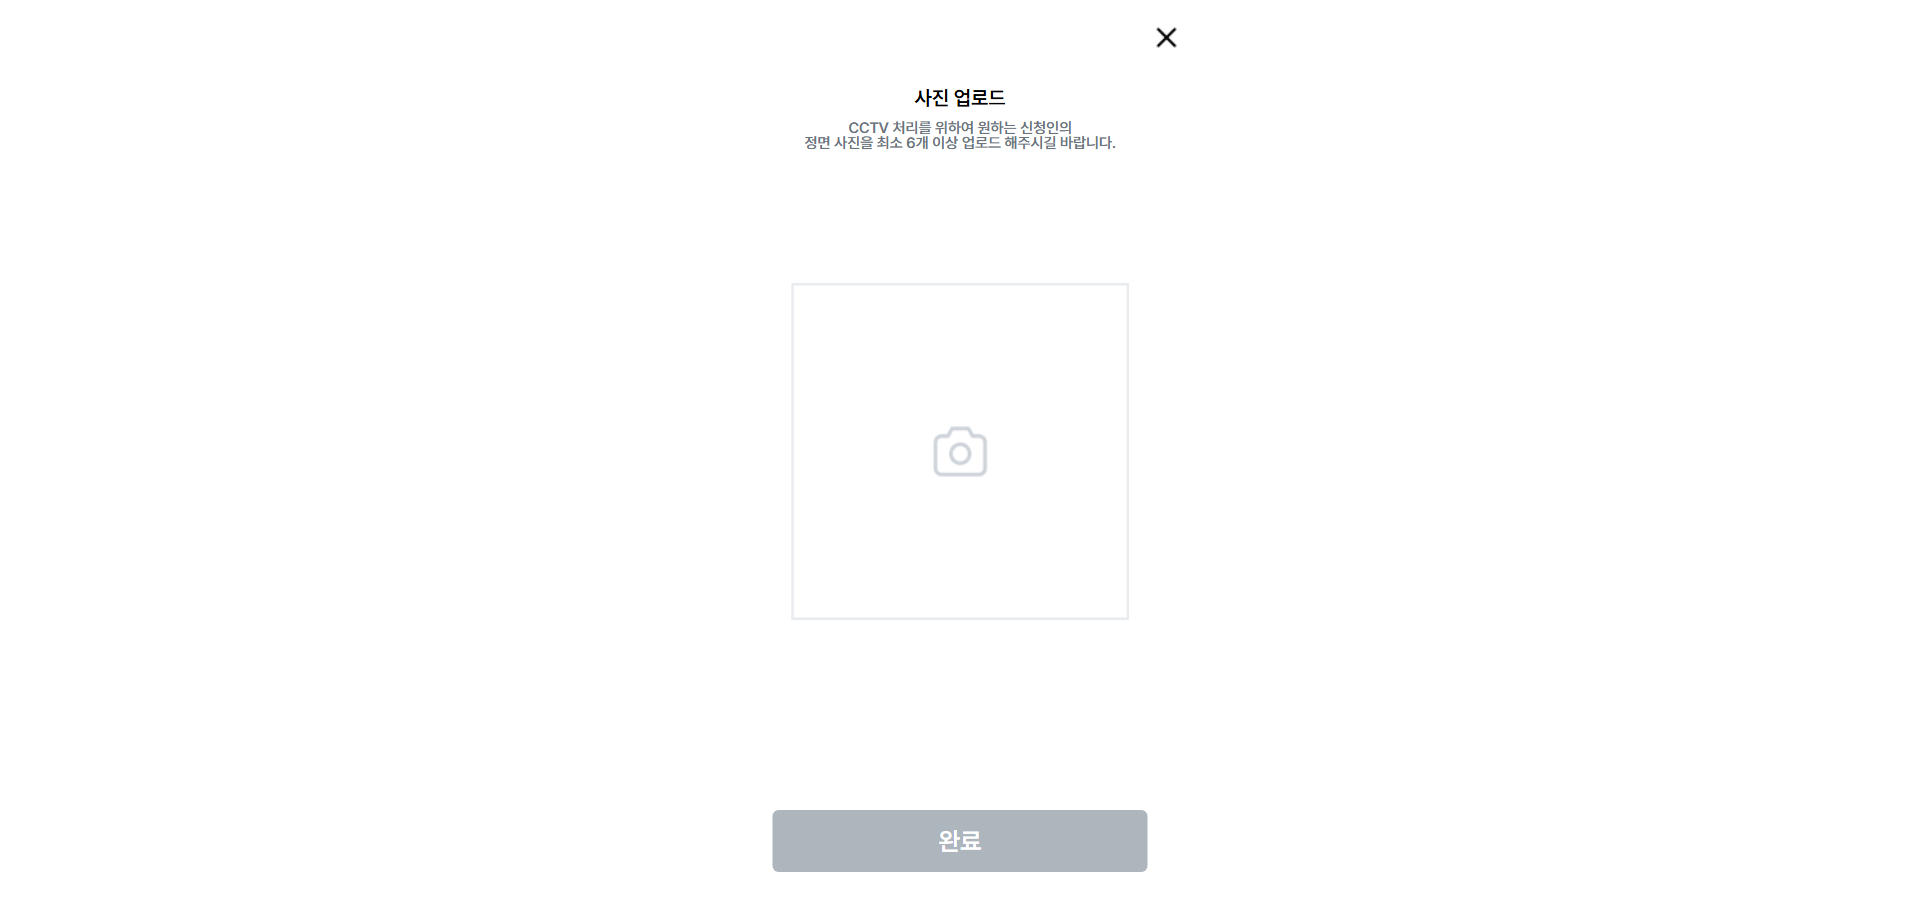 사진 업로드
CCTV 처리를 위하여 원하는 신청인의
정면 사진을 최소 6개 이상 업로드 해주시길 바랍니다.
완료